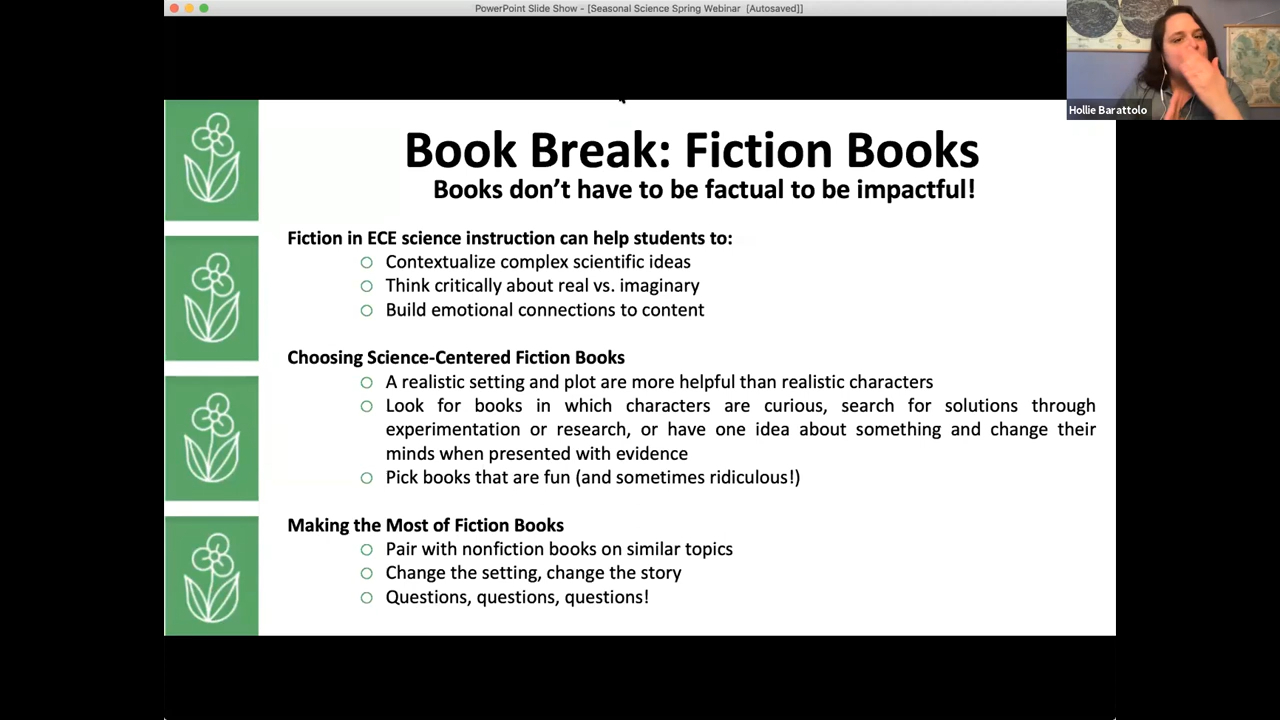 PowerPoint Slide Show - [Seasonal Science Spring Webinar [Autosaved]]
Hollie Barattolo
Book Break: Fiction Books
Books don't have to be factual to be impactful!
Fiction in ECE science instruction can help students to:
Contextualize complex scientific ideas
Think critically about real vs. imaginary
Build emotional connections to content
Choosing Science-Centered Fiction Books
A realistic setting and plot are more helpful than realistic characters
Look for books in which characters are curious, search for solutions through
experimentation or research, or have one idea about something and change their
minds when presented with evidence
Pick books that are fun (and sometimes ridiculous!)
Making the Most of Fiction Books
Pair with nonfiction books on similar topics
Change the setting, change the story
Questions, questions, questions!